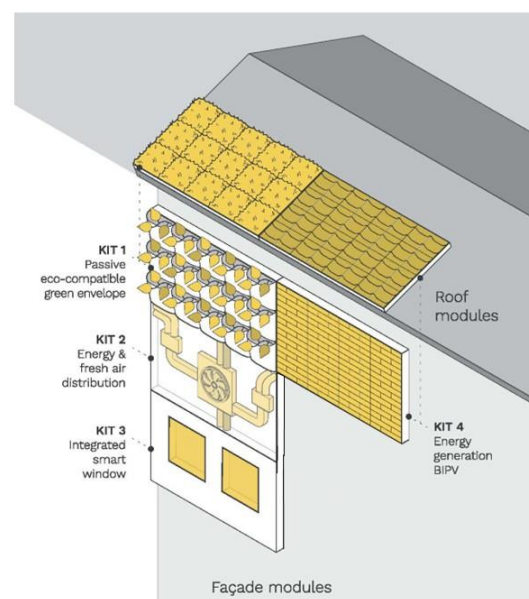 KIT 1
Passive
eco-compatible
green envelope
KIT 2
Energy &
fresh air
distribution
KIT 3
Integrated
smart
window
Roof
modules
KIT 4
Energy
generation
BIPV
Façade modules